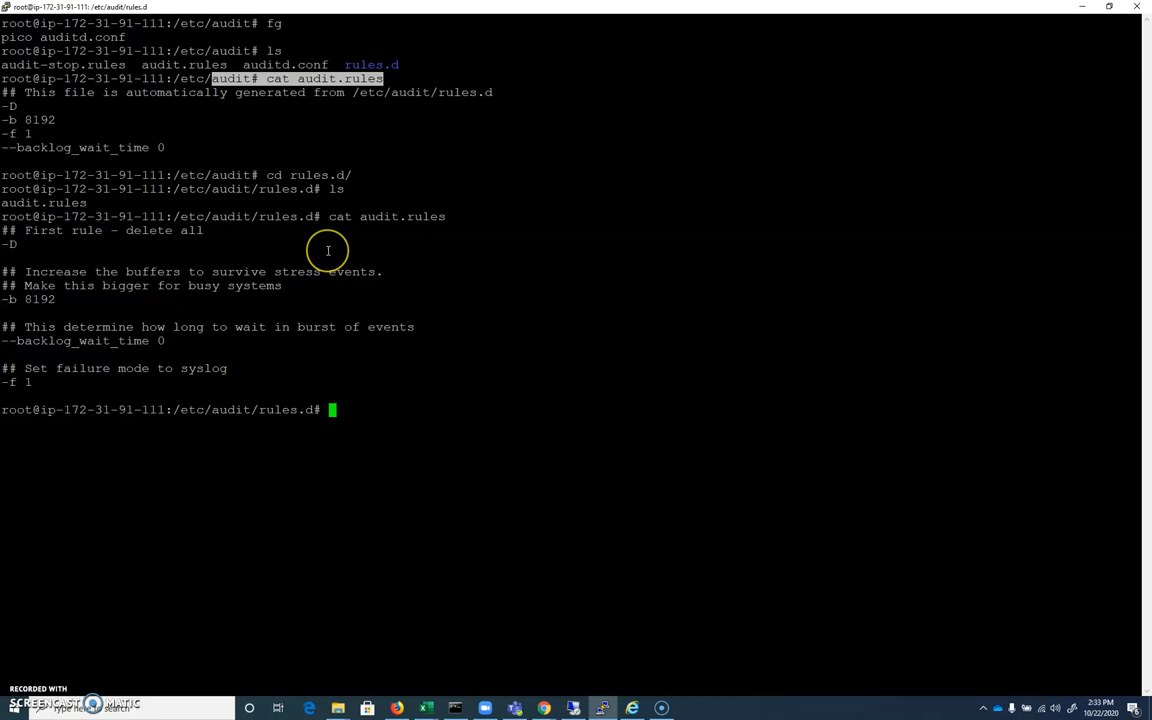 root@ip-172-31-91-111: /etc/audit/rules.d
root@ip-172-31-91-111:/etc/audit# fg
pico auditd.conf
root@ip-172-31-91-111:/etc/audit# ls
audit-stop.rules  audit.rules  auditd.conf  rules.d
root@ip-172-31-91-111:/etc/audit# cat audit.rules
## This file is automatically generated from /etc/audit/rules.d
-D
-b 8192
-f 1
--backlog_wait_time 0
root@ip-172-31-91-111:/etc/audit# cd rules.d/
root@ip-172-31-91-111:/etc/audit/rules.d# ls
audit.rules
root@ip-172-31-91-111:/etc/audit/rules.d# cat audit.rules
## First rule - delete all
-D
## Increase the buffers to survive stress events.
## Make this bigger for busy systems
-b 8192
## This determine how long to wait in burst of events
--backlog_wait_time 0
## Set failure mode to syslog
-f 1
root@ip-172-31-91-111:/etc/audit/rules.d#
RECORDED WITH
SCREENCAST MATIC
Type here to search
2:33 PM
10/22/2020